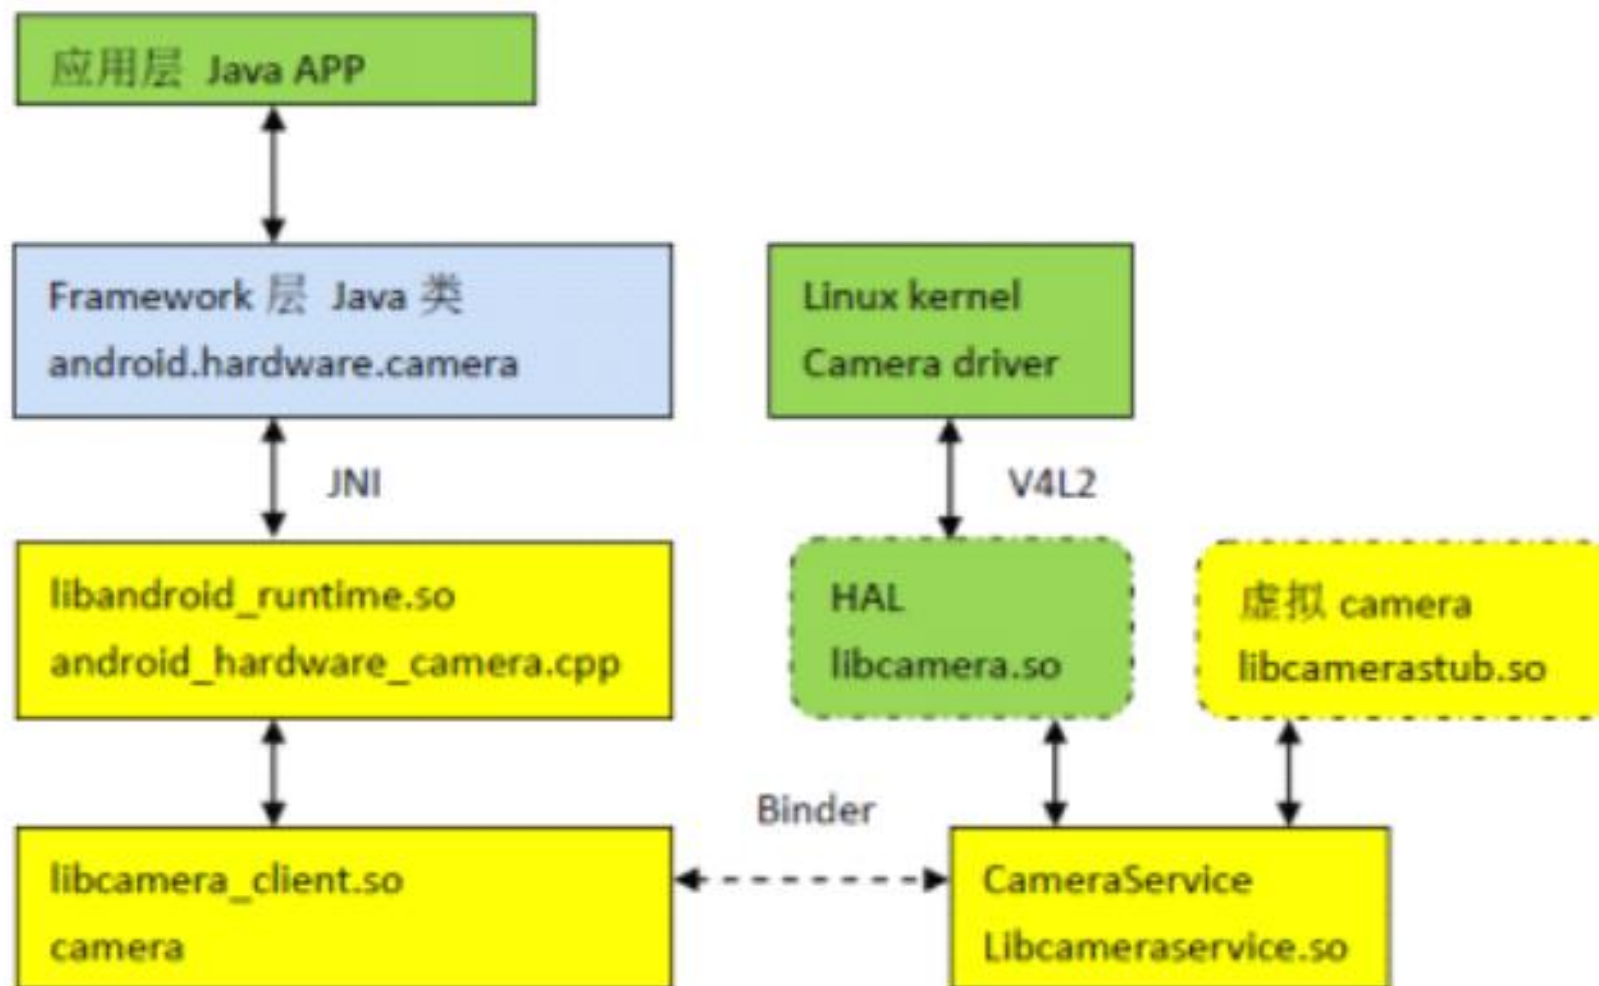 应用层 Java APP
Framework 层 Java 类
android.hardware.camera
JNI
libandroid_runtime.so
android_hardware_camera.cpp
libcamera_client.so
camera
Binder
Linux kernel
Camera driver
V4L2
HAL
libcamera.so
虚拟 camera
libcamerastub.so
CameraService
Libcameraservice.so